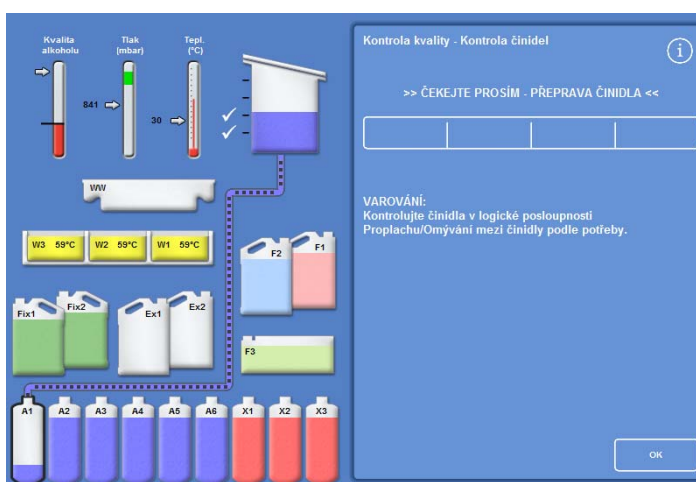 Kvalita
alkoholu
Tlak
(mbar)
Tepl.
(°C)
841
30
WW
W3 59°C
W2 59°C
W1 59°C
F2
F1
Fix1
Fix2
Ex1
Ex2
F3
A1
A2
A3
A4
A5
A6
X1
X2
X3
Kontrola kvality - Kontrola činidel
i
>> ČEKEJTE PROSÍM - PŘEPRAVA ČINIDLA <<
VAROVÁNÍ:
Kontrolujte činidla v logické posloupnosti
Proplachu/Omývání mezi činidly podle potřeby.
OK